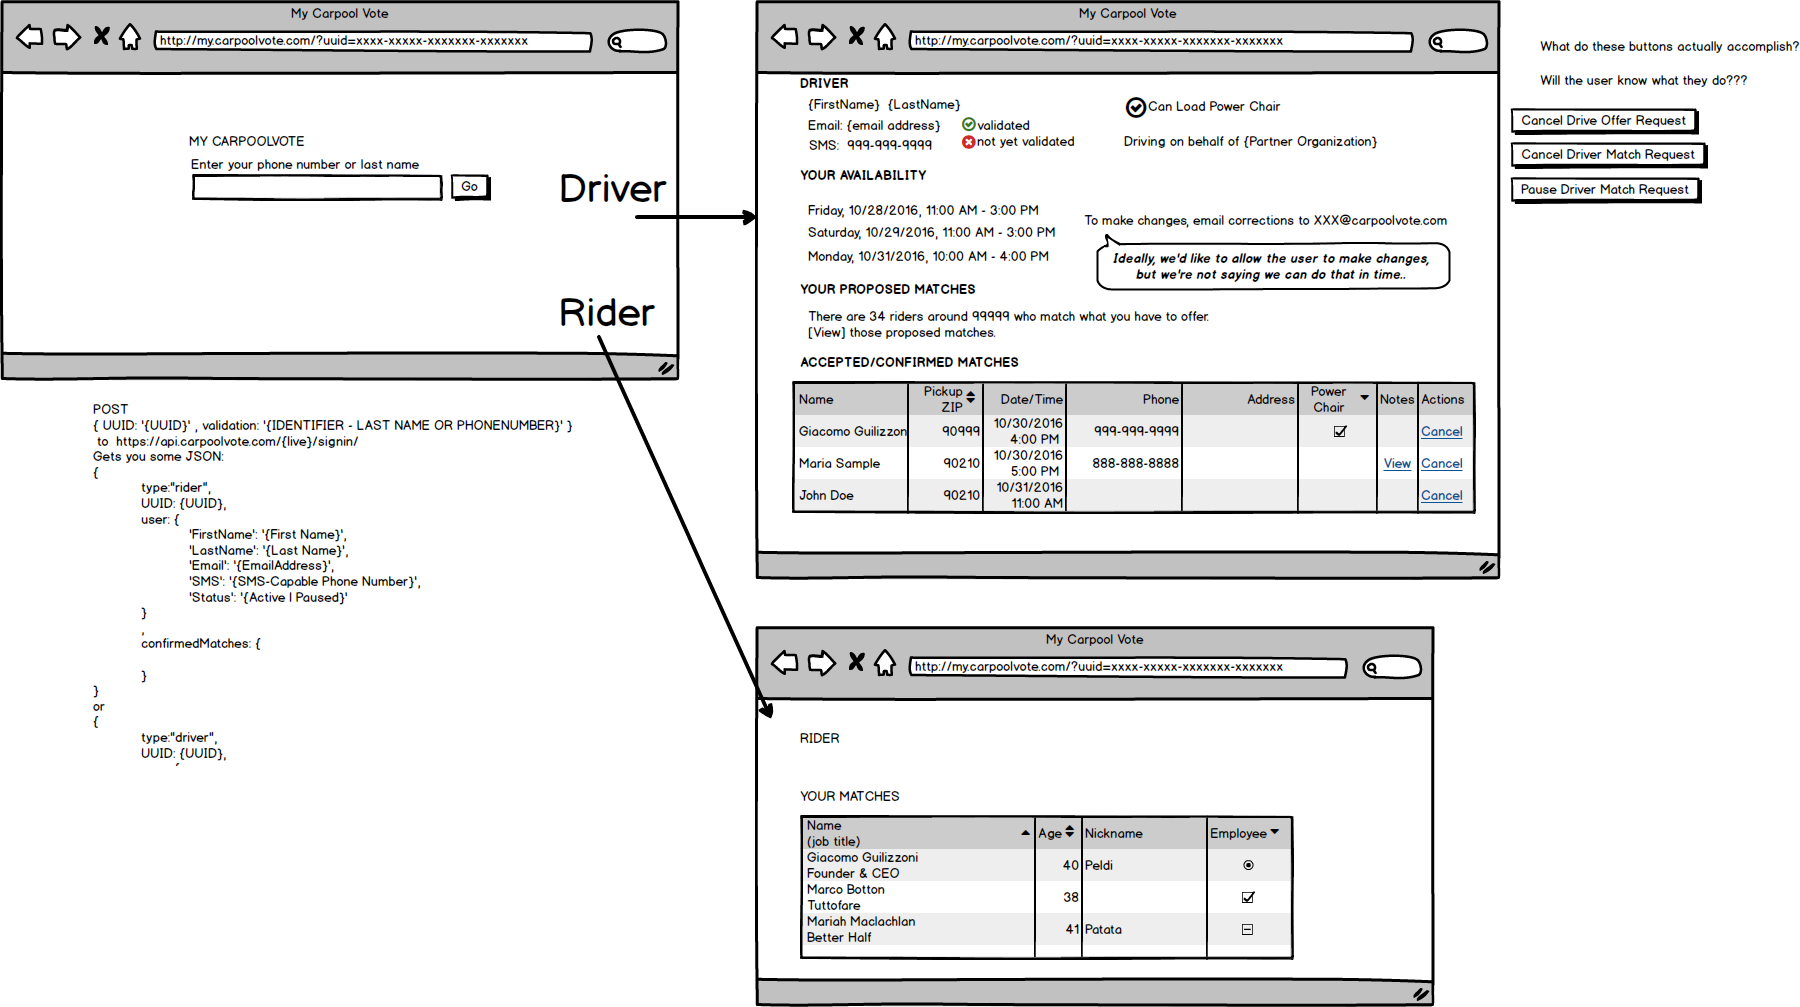 My Carpool Vote
http://my.carpoolvote.com/?uuid=xxxx-xxxxx-xxxxxxx-xxxxxxx
MY CARPOOLVOTE
Enter your phone number or last name
Go
Driver
Rider
POST
{ UUID: '{UUID}' , validation: '{IDENTIFIER - LAST NAME OR PHONENUMBER}' }
to https://api.carpoolvote.com/{live}/signin/
Gets you some JSON:
{
type:"rider",
UUID: {UUID},
user: {
'FirstName': '{First Name}',
'LastName': '{Last Name}',
'Email': '{EmailAddress}',
'SMS': '{SMS-Capable Phone Number}',
'Status': '{Active | Paused}'
}
,
confirmedMatches: {
}
}
or
{
type:"driver",
UUID: {UUID},
My Carpool Vote
http://my.carpoolvote.com/?uuid=xxxx-xxxxx-xxxxxxx-xxxxxxx
DRIVER
{FirstName} {LastName}
Can Load Power Chair
Email: {email address} validated
SMS: 999-999-9999 not yet validated
Driving on behalf of {Partner Organization}
YOUR AVAILABILITY
Friday, 10/28/2016, 11:00 AM - 3:00 PM
Saturday, 10/29/2016, 11:00 AM - 3:00 PM
Monday, 10/31/2016, 10:00 AM - 4:00 PM
To make changes, email corrections to XXX@carpoolvote.com
Ideally, we'd like to allow the user to make changes,
but we're not saying we can do that in time..
YOUR PROPOSED MATCHES
There are 34 riders around 99999 who match what you have to offer.
[View] those proposed matches.
ACCEPTED/CONFIRMED MATCHES
Name Pickup ZIP Date/Time Phone Address Power Chair Notes Actions
Giacomo Guilizzon 90999 10/30/2016 4:00 PM 999-999-9999 Cancel
Maria Sample 90210 10/30/2016 5:00 PM 888-888-8888 View Cancel
John Doe 90210 10/31/2016 11:00 AM Cancel
What do these buttons actually accomplish?
Will the user know what they do???
Cancel Drive Offer Request
Cancel Driver Match Request
Pause Driver Match Request
My Carpool Vote
http://my.carpoolvote.com/?uuid=xxxx-xxxxx-xxxxxxx-xxxxxxx
RIDER
YOUR MATCHES
Name (job title) Age Nickname Employee
Giacomo Guilizzoni
Founder & CEO 40 Peldi
Marco Botton
Tuttofare 38
Mariah Maclachlan
Better Half 41 Patata